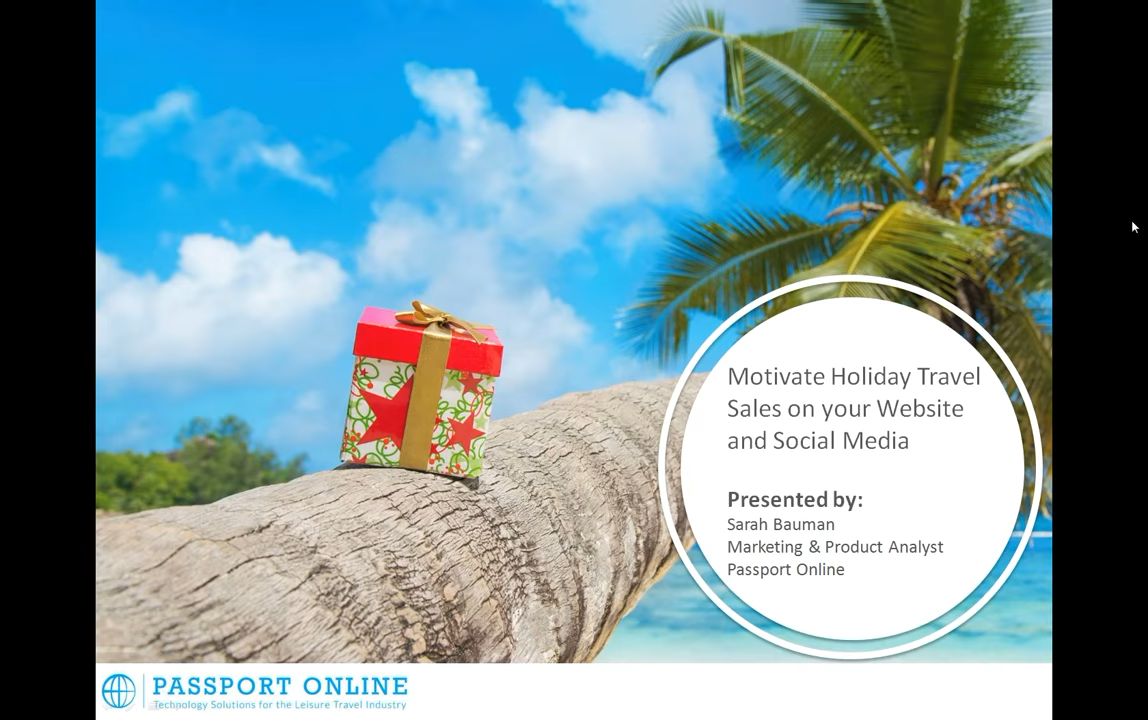 Motivate Holiday Travel
Sales on your Website
and Social Media
Presented by:
Sarah Bauman
Marketing & Product Analyst
Passport Online
PASSPORT ONLINE
Technology Solutions for the Leisure Travel Industry